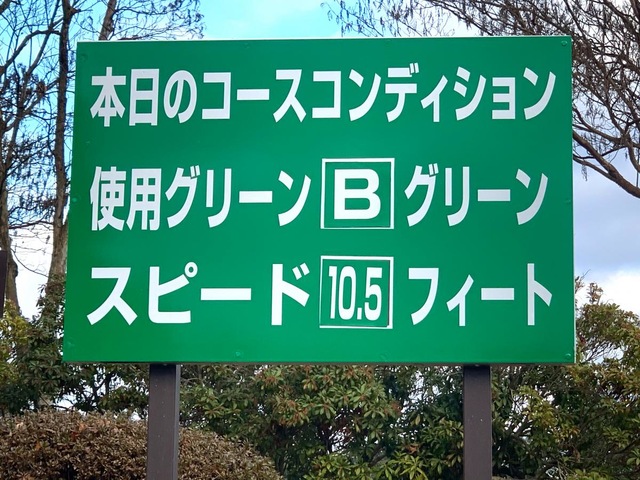 本日のコースコンディション
使用グリーン B グリーン
スピード 10.5 フィート